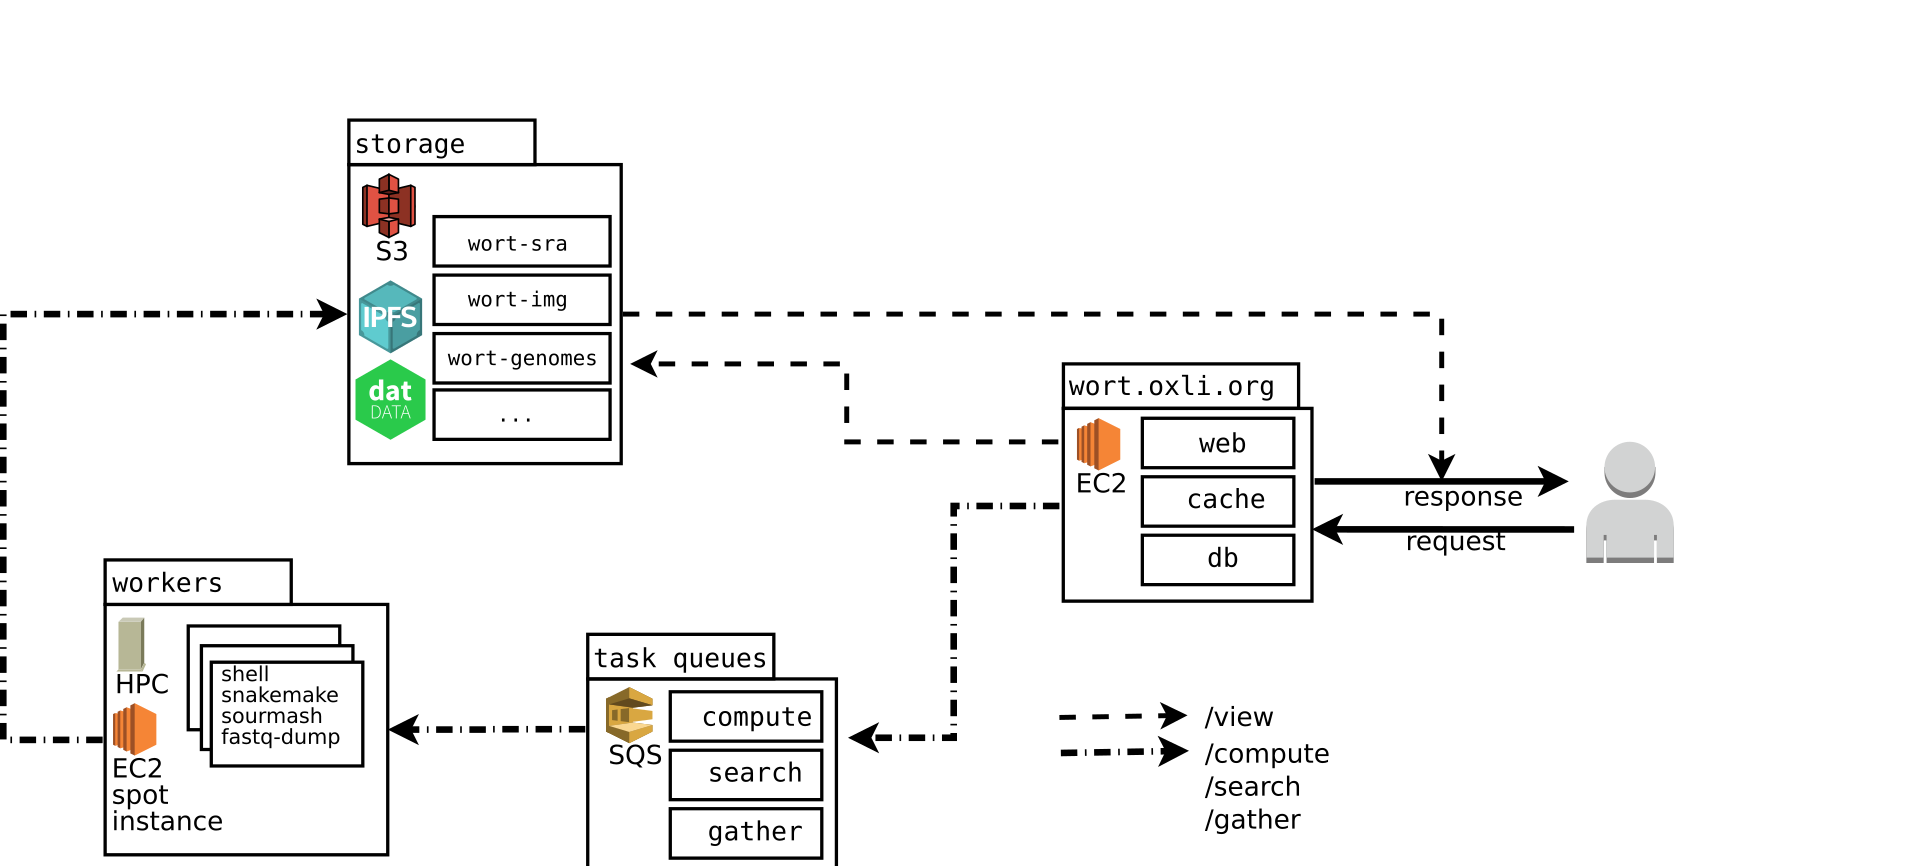 storage
S3
wort-sra
IPFS
wort-img
wort-genomes
dat
DATA
...
wort.oxli.org
EC2
web
cache
db
response
request
workers
HPC
shell
snakemake
sourmash
fastq-dump
EC2
spot
instance
task queues
SQS
compute
search
gather
/view
/compute
/search
/gather